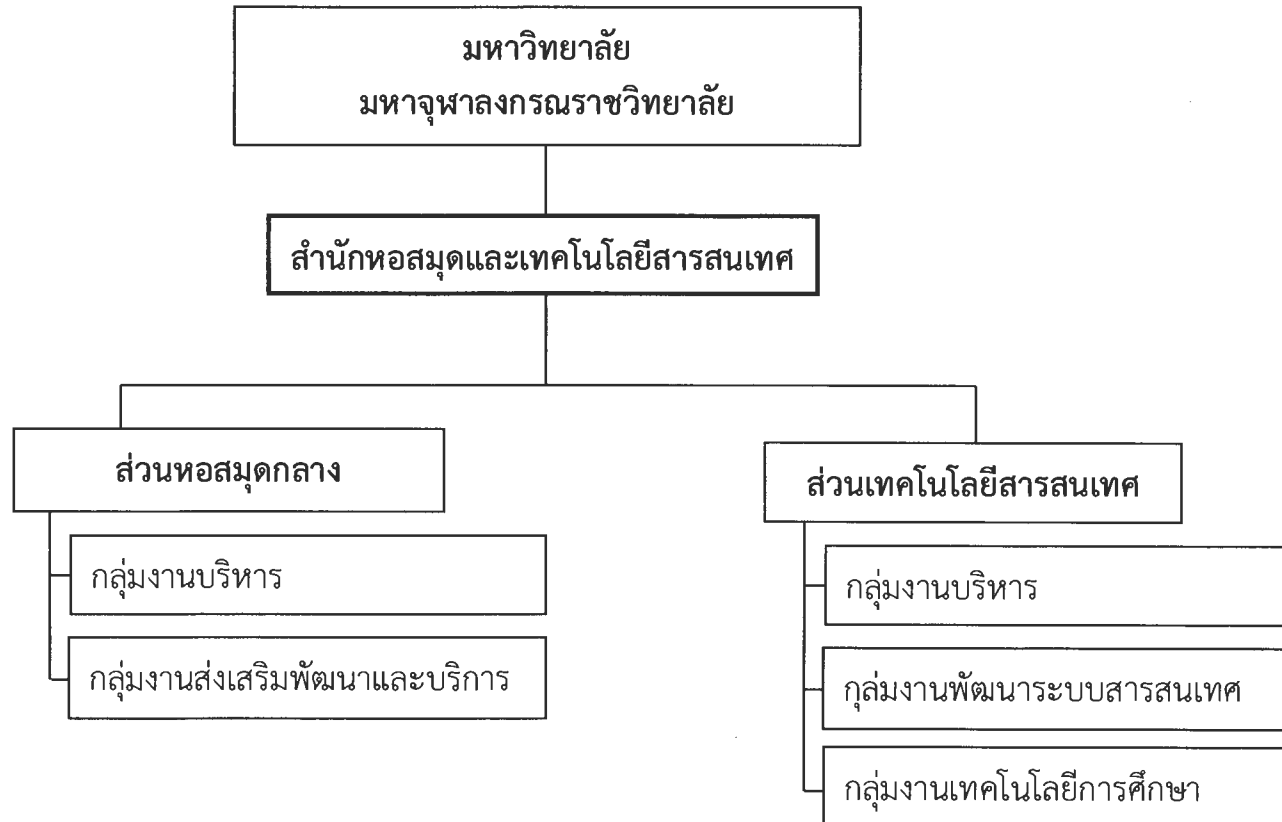 มหาวิทยาลัย
มหาจุฬาลงกรณราชวิทยาลัย
สำนักหอสมุดและเทคโนโลยีสารสนเทศ
ส่วนหอสมุดกลาง
กลุ่มงานบริหาร
กลุ่มงานส่งเสริมพัฒนาและบริการ
ส่วนเทคโนโลยีสารสนเทศ
กลุ่มงานบริหาร
กุล่มงานพัฒนาระบบสารสนเทศ
กลุ่มงานเทคโนโลยีการศึกษา